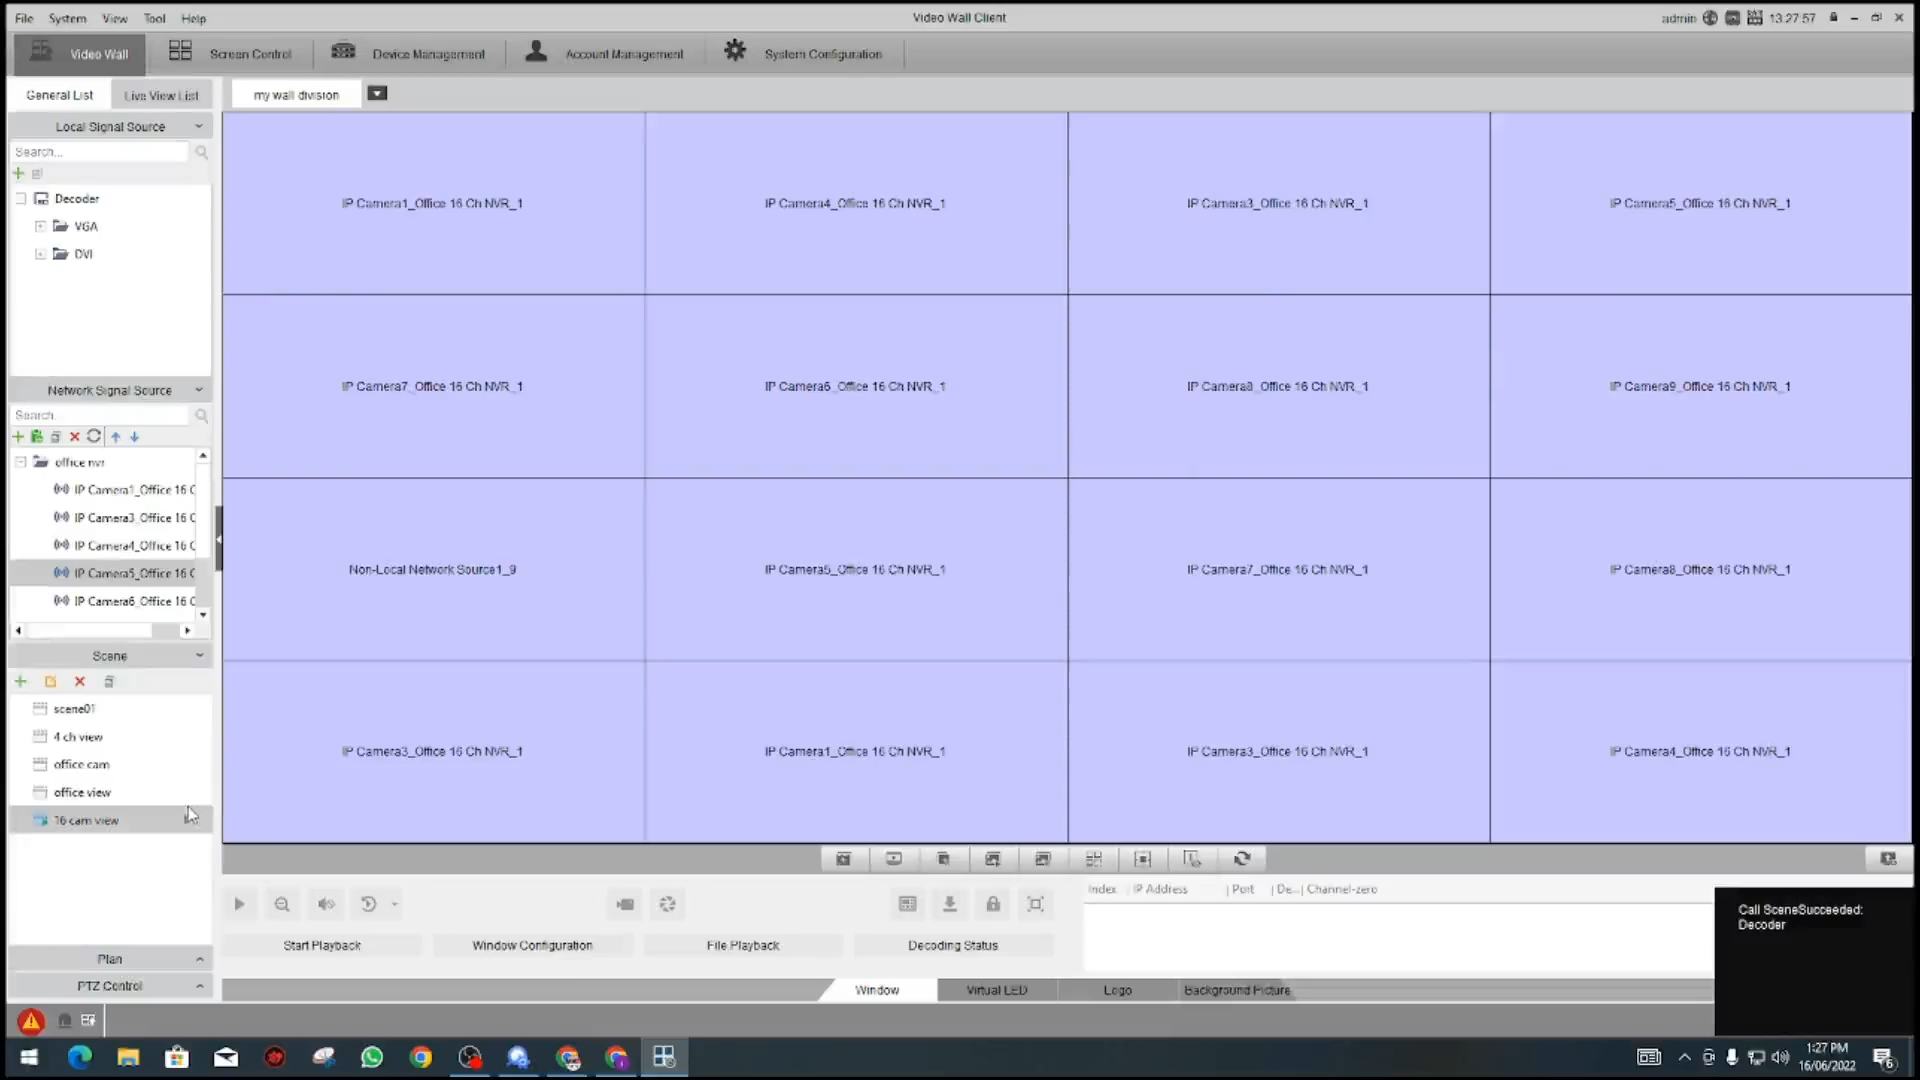 File System View Tool Help
Video Wall Client
admin 13:27:57
Video Wall
Screen Control
Device Management
Account Management
System Configuration
General List
Live View List
my wall division
Local Signal Source
Search...
Decoder
VGA
DVI
Network Signal Source
Search...
office nvr
IP Camera1_Office 16 C
IP Camera3_Office 16 C
IP Camera4_Office 16 C
IP Camera5_Office 16 C
IP Camera6_Office 16 C
Scene
scene01
4 ch view
office cam
office view
16 cam view
Plan
PTZ Control
IP Camera1_Office 16 Ch NVR_1
IP Camera4_Office 16 Ch NVR_1
IP Camera3_Office 16 Ch NVR_1
IP Camera5_Office 16 Ch NVR_1
IP Camera7_Office 16 Ch NVR_1
IP Camera6_Office 16 Ch NVR_1
IP Camera8_Office 16 Ch NVR_1
IP Camera9_Office 16 Ch NVR_1
Non-Local Network Source1_9
IP Camera5_Office 16 Ch NVR_1
IP Camera7_Office 16 Ch NVR_1
IP Camera8_Office 16 Ch NVR_1
IP Camera3_Office 16 Ch NVR_1
IP Camera1_Office 16 Ch NVR_1
IP Camera3_Office 16 Ch NVR_1
IP Camera4_Office 16 Ch NVR_1
Start Playback
Window Configuration
File Playback
Decoding Status
Index IP Address Port De... Channel-zero
Call SceneSucceeded:
Decoder
Window
Virtual LED
Logo
Background Picture
1:27 PM
16/06/2022
6